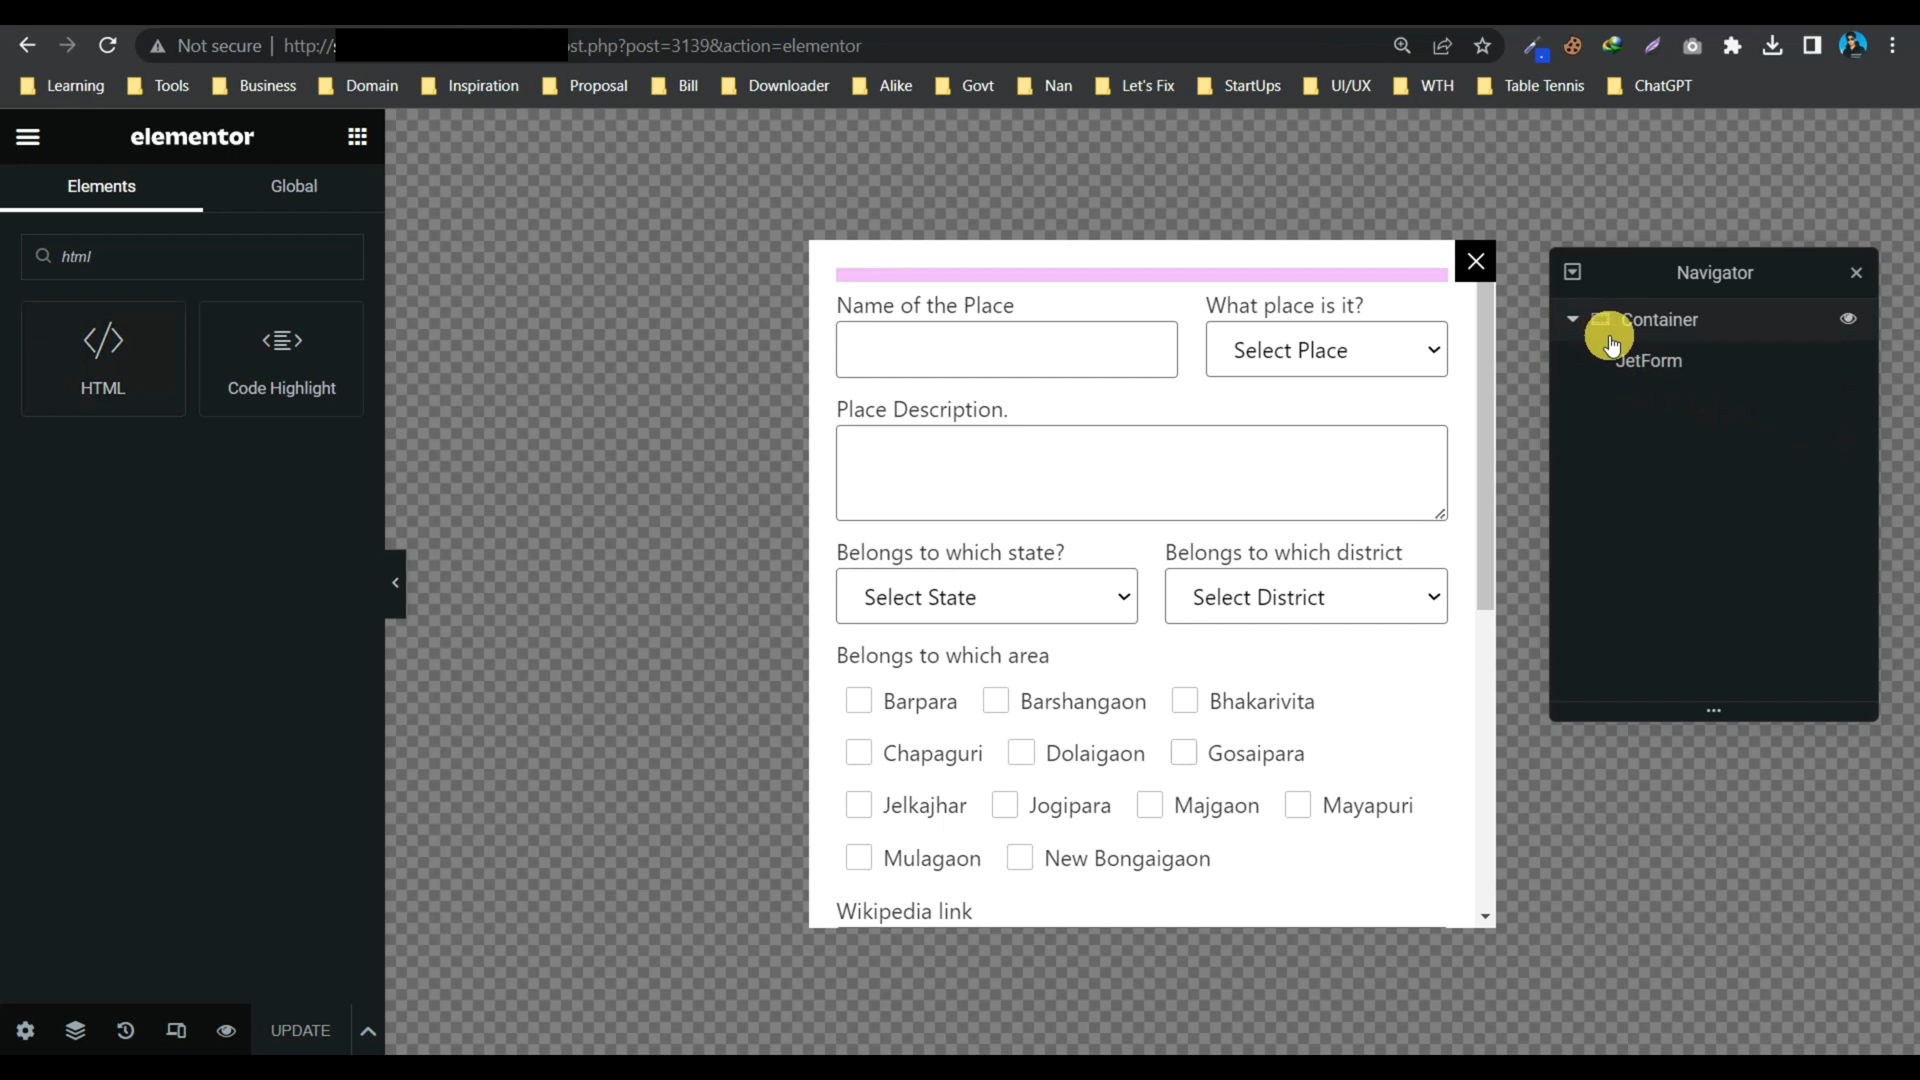 Not secure | http://s st.php?post=3139&action=elementor
Learning Tools Business Domain Inspiration Proposal Bill Downloader Alike Govt Nan Let's Fix StartUps UI/UX WTH Table Tennis ChatGPT
elementor
Elements Global
html
HTML Code Highlight
UPDATE
Name of the Place What place is it?
Select Place
Place Description.
Belongs to which state? Belongs to which district
Select State Select District
Belongs to which area
Barpara Barshangaon Bhakarivita
Chapaguri Dolaigaon Gosaipara
Jelkajhar Jogipara Majgaon Mayapuri
Mulagaon New Bongaigaon
Wikipedia link
Navigator
Container
JetForm